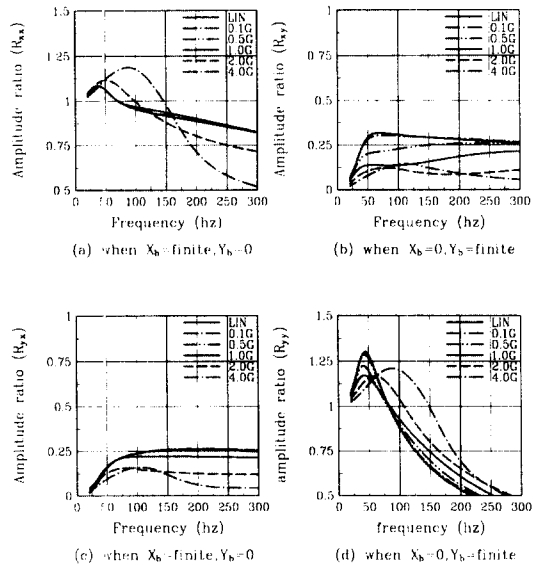 Amplitude ratio (Rxx)
1.5
1.25
1
0.75
0.5
LIN
0.1G
0.5G
1.0G
2.0G
4.0G
0 50 100 150 200 250 300
Frequency (hz)
(a) when Xb=finite,Yb=0
Amplitude ratio (Rxy)
1
0.75
0.5
0.25
0
LIN
0.1G
0.5G
1.0G
2.0G
4.0G
0 50 100 150 200 250 300
Frequency (hz)
(b) when Xb=0,Yb=finite
Amplitude ratio (Ryx)
1
0.75
0.5
0.25
0
LIN
0.1G
0.5G
1.0G
2.0G
4.0G
0 50 100 150 200 250 300
Frequency (hz)
(c) when Xb=finite,Yb=0
amplitude ratio (Ryy)
1.5
1.25
1
0.75
0.5
LIN
0.1G
0.5G
1.0G
2.0G
4.0G
0 50 100 150 200 250 300
frequency (hz)
(d) when Xb=0,Yb=finite